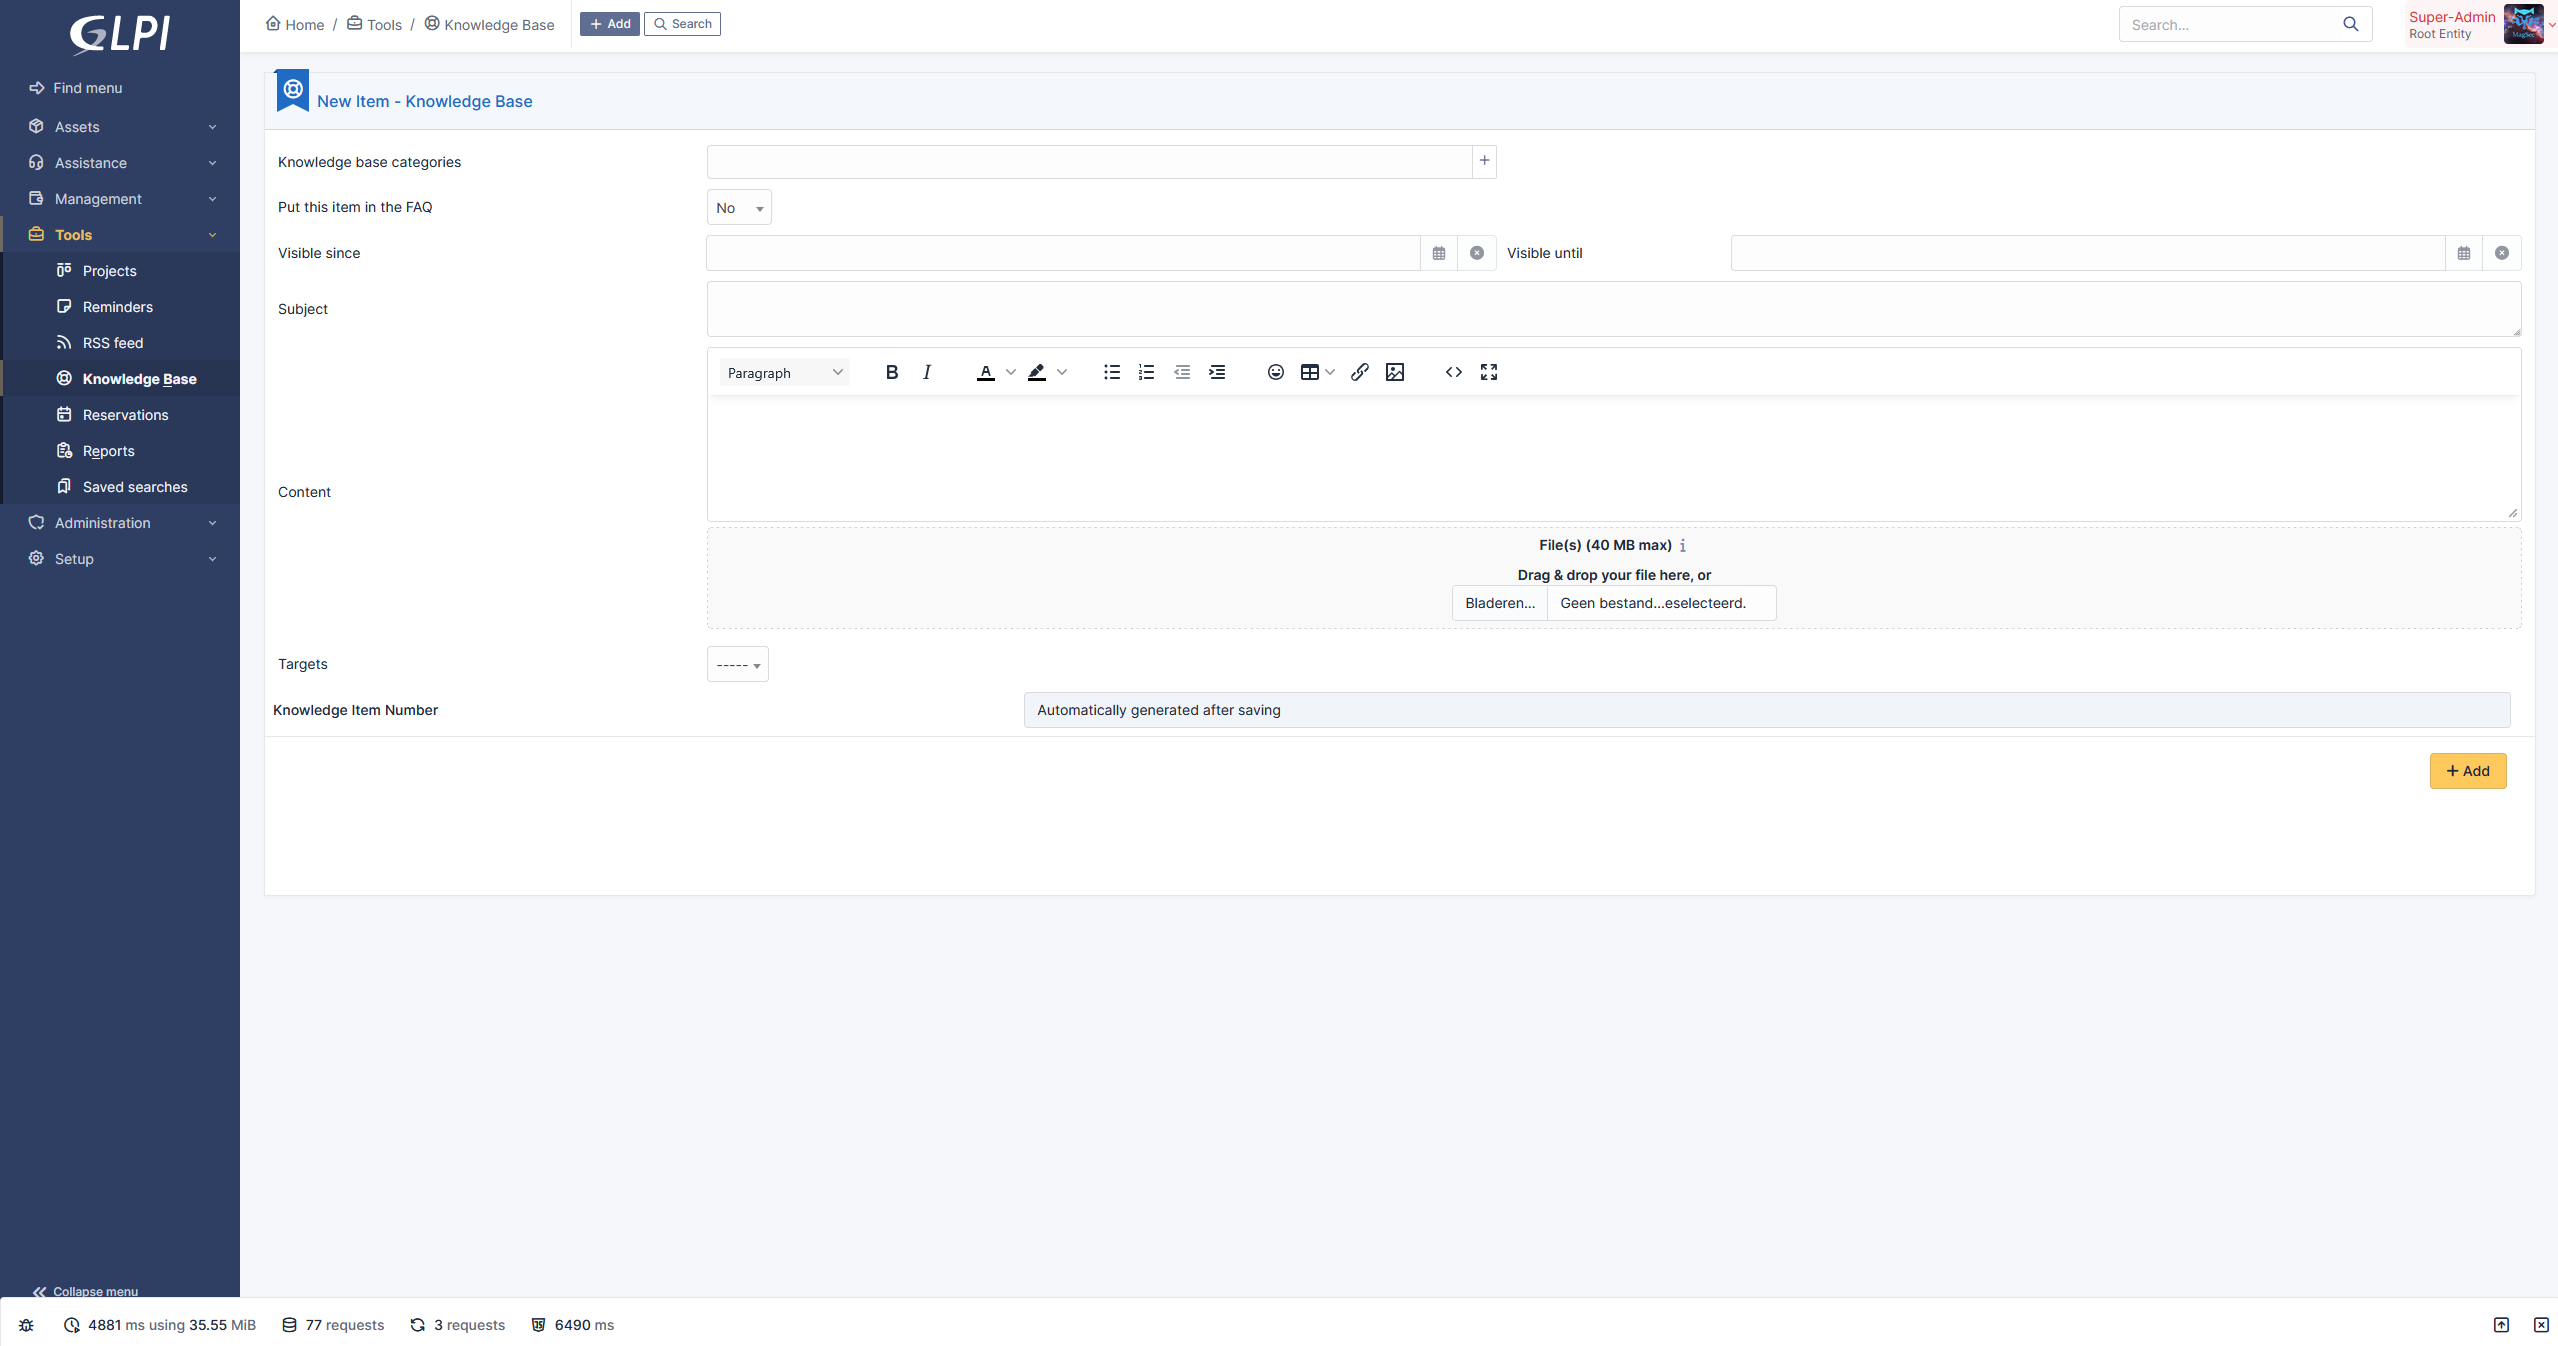 GLPI
Find menu
Assets
Assistance
Management
Tools
Projects
Reminders
RSS feed
Knowledge Base
Reservations
Reports
Saved searches
Administration
Setup
Collapse menu
Home / Tools / Knowledge Base
+ Add
Search
Search...
Super-Admin
Root Entity
New Item - Knowledge Base
Knowledge base categories
+
Put this item in the FAQ
No
Visible since
Visible until
Subject
Paragraph
B I A
Content
File(s) (40 MB max) i
Drag & drop your file here, or
Bladeren... Geen bestand...eselecteerd.
Targets
-----
Knowledge Item Number
Automatically generated after saving
+ Add
4881 ms using 35.55 MiB
77 requests
3 requests
6490 ms